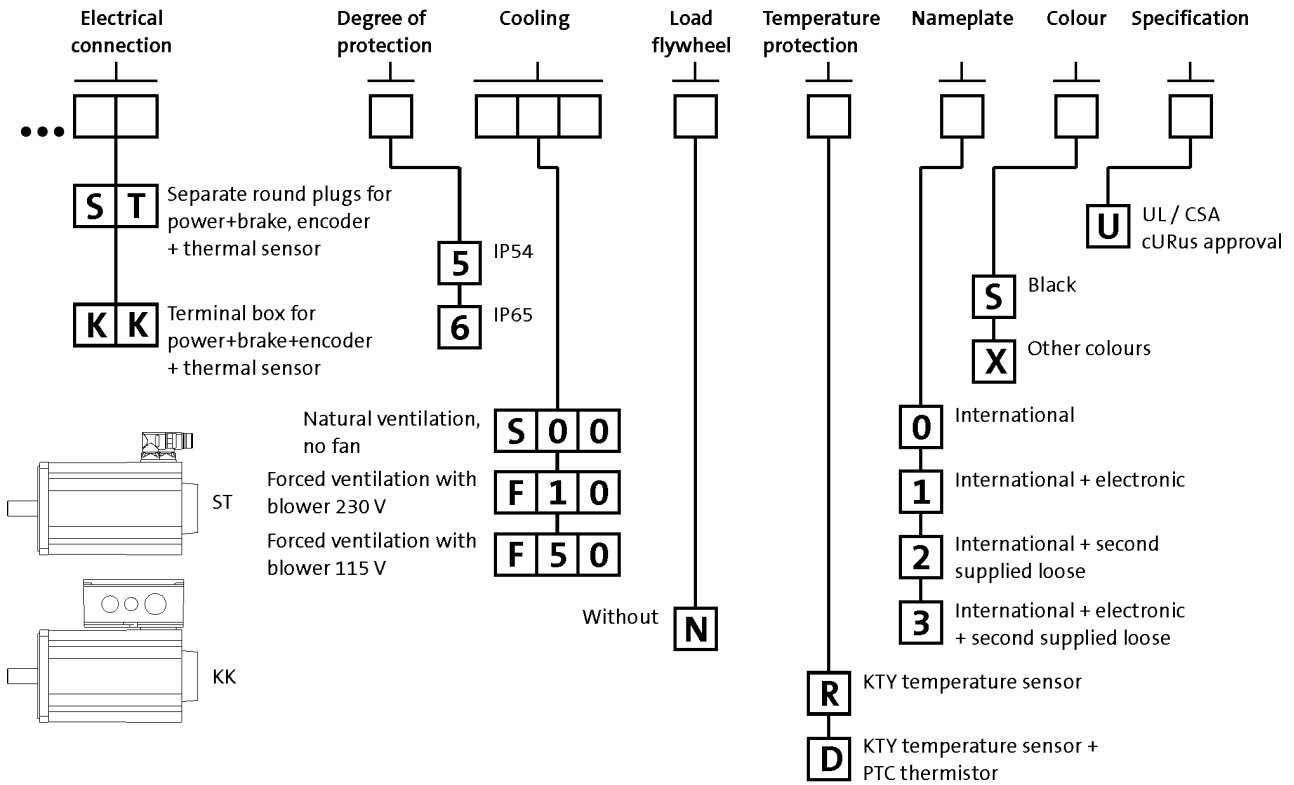 Electrical
connection
Degree of
protection
Cooling
Load
flywheel
Temperature
protection
Nameplate
Colour
Specification
•••
S T
Separate round plugs for
power+brake, encoder
+ thermal sensor
K K
Terminal box for
power+brake+encoder
+ thermal sensor
5 IP54
6 IP65
Natural ventilation,
no fan
S 0 0
Forced ventilation with
blower 230 V
F 1 0
Forced ventilation with
blower 115 V
F 5 0
Without N
R KTY temperature sensor
D KTY temperature sensor +
PTC thermistor
0 International
1 International + electronic
2 International + second
supplied loose
3 International + electronic
+ second supplied loose
S Black
X Other colours
U UL / CSA
cURus approval
ST
KK